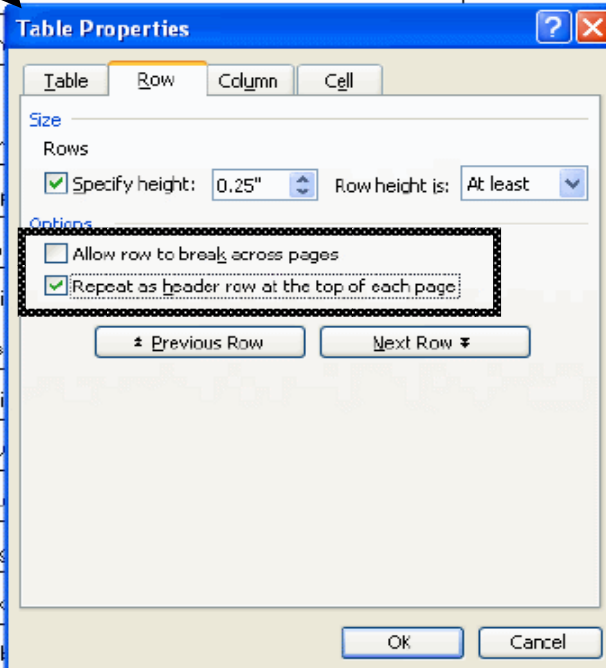 Table Properties
Table Row Column Cell
Size
Rows
Specify height: 0.25" Row height is: At least
Options
Allow row to break across pages
Repeat as header row at the top of each page
Previous Row Next Row
OK Cancel